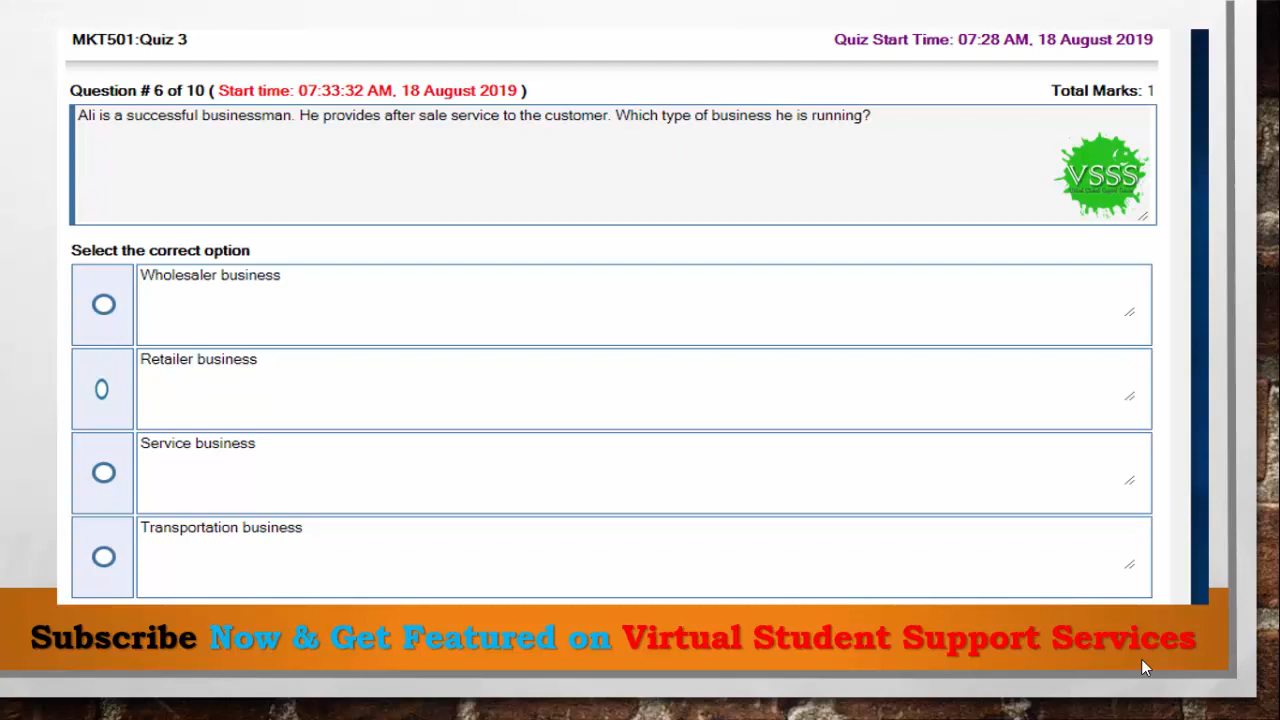 MKT501:Quiz 3
Quiz Start Time: 07:28 AM, 18 August 2019
Question # 6 of 10 ( Start time: 07:33:32 AM, 18 August 2019 )
Total Marks: 1
Ali is a successful businessman. He provides after sale service to the customer. Which type of business he is running?
VSSS
Select the correct option
Wholesaler business
Retailer business
Service business
Transportation business
Subscribe Now & Get Featured on Virtual Student Support Services